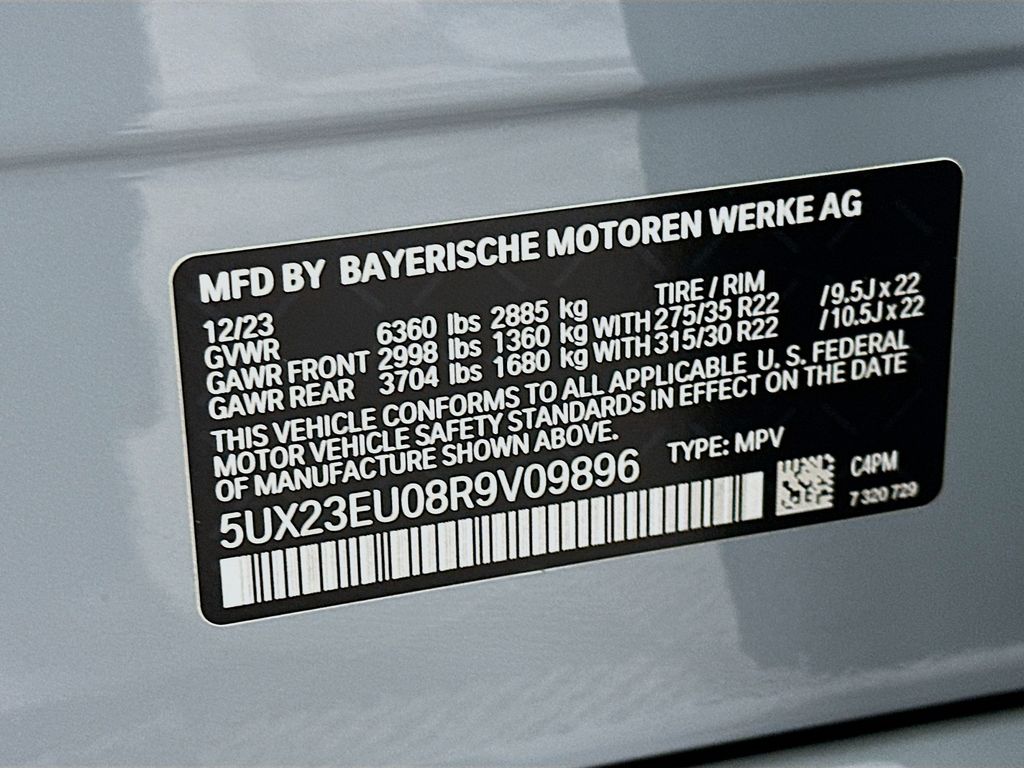 MFD BY BAYERISCHE MOTOREN WERKE AG
12/23 TIRE / RIM
GVWR 6360 lbs 2885 kg
GAWR FRONT 2998 lbs 1360 kg WITH 275/35 R22 /9.5J x 22
GAWR REAR 3704 lbs 1680 kg WITH 315/30 R22 /10.5J x 22
THIS VEHICLE CONFORMS TO ALL APPLICABLE U. S. FEDERAL
MOTOR VEHICLE SAFETY STANDARDS IN EFFECT ON THE DATE
OF MANUFACTURE SHOWN ABOVE.
5UX23EU08R9V09896 TYPE: MPV
C4PM
7 320 729